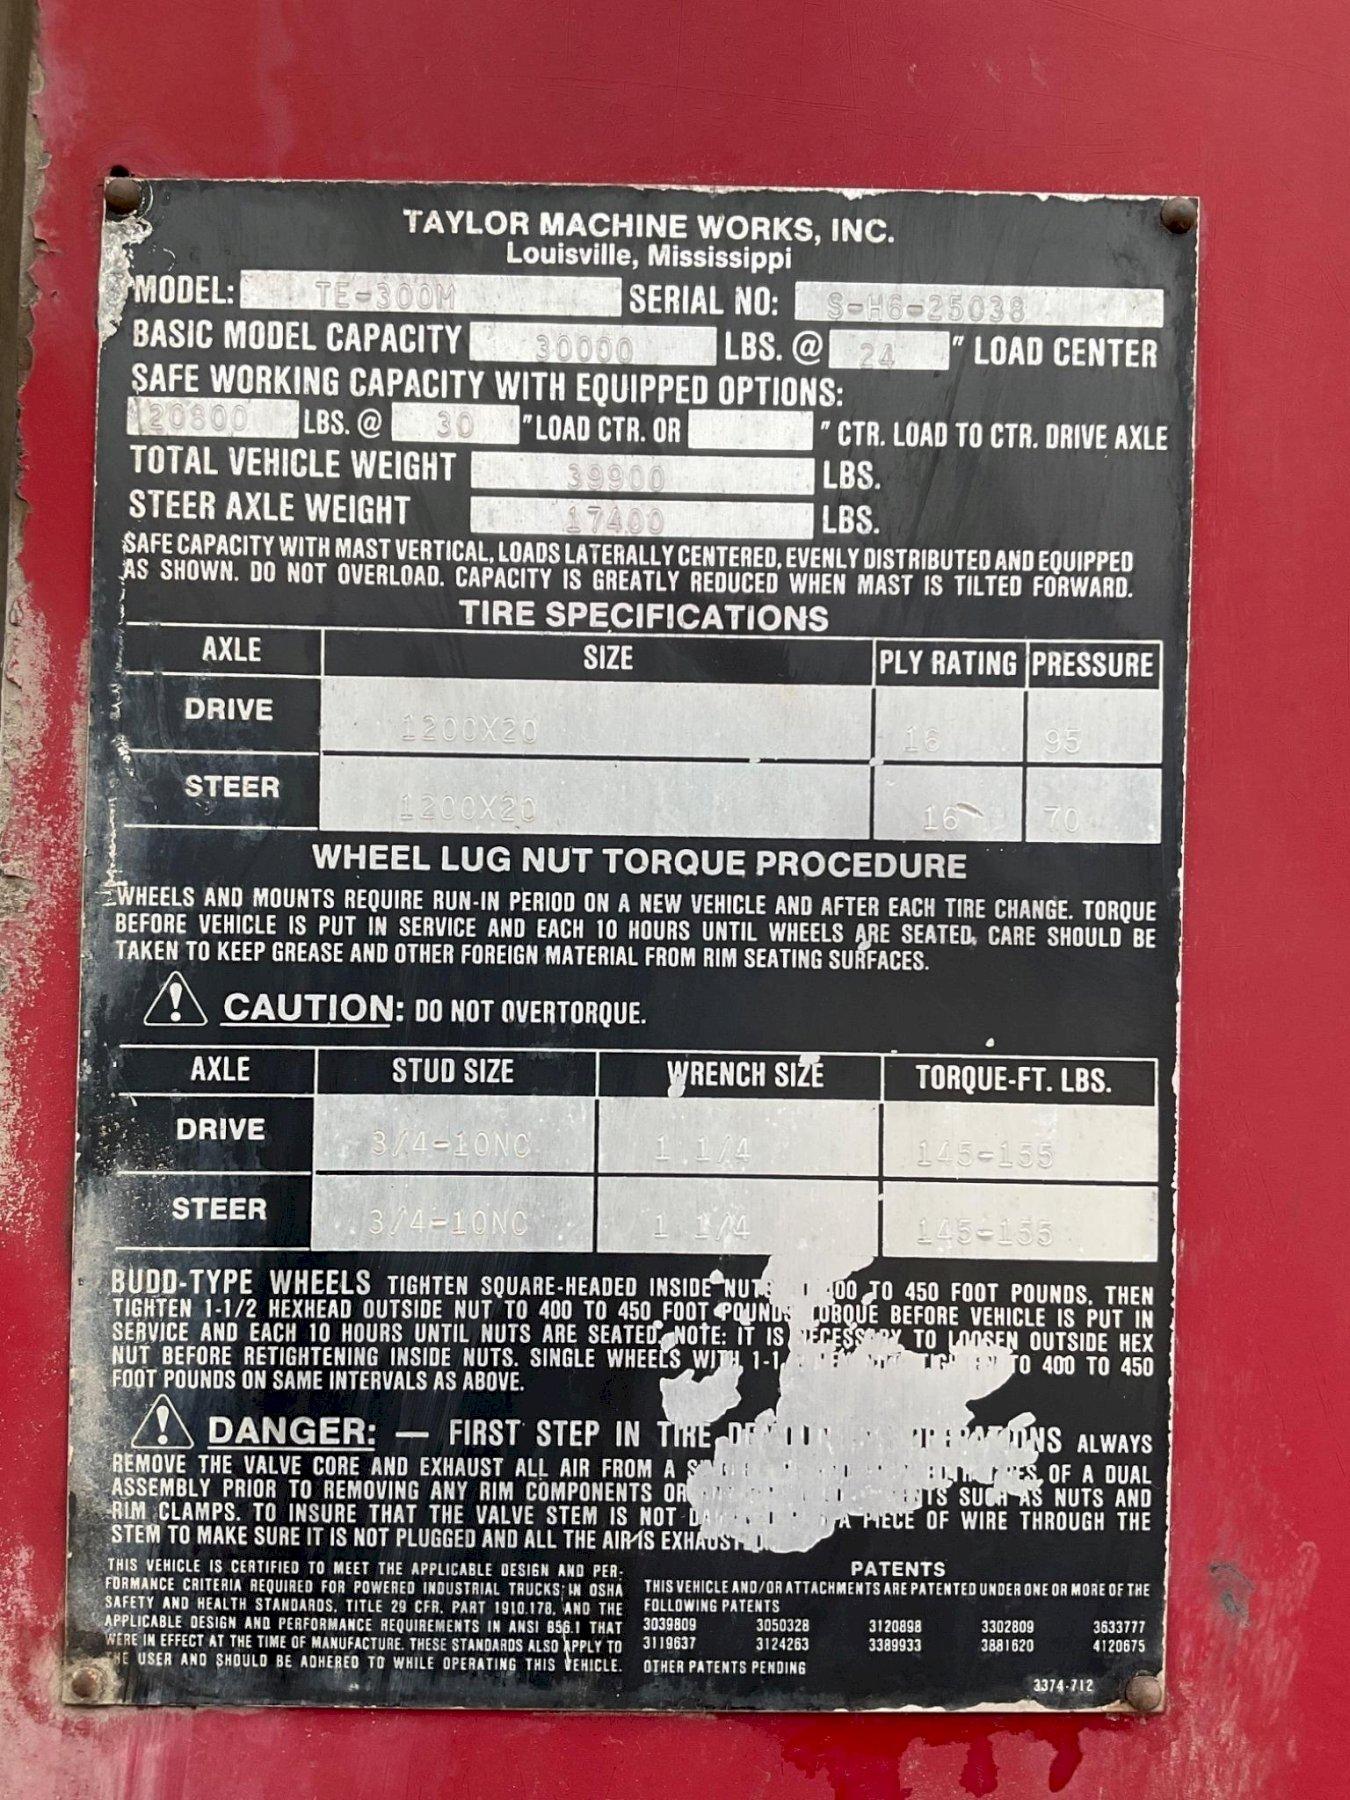 TAYLOR MACHINE WORKS, INC.
Louisville, Mississippi
MODEL: TE-300M SERIAL NO: S-H6-25038
BASIC MODEL CAPACITY 30000 LBS. @ 24 " LOAD CENTER
SAFE WORKING CAPACITY WITH EQUIPPED OPTIONS:
20800 LBS. @ 30 "LOAD CTR. OR " CTR. LOAD TO CTR. DRIVE AXLE
TOTAL VEHICLE WEIGHT 39900 LBS.
STEER AXLE WEIGHT 17400 LBS.
SAFE CAPACITY WITH MAST VERTICAL, LOADS LATERALLY CENTERED, EVENLY DISTRIBUTED AND EQUIPPED
AS SHOWN. DO NOT OVERLOAD. CAPACITY IS GREATLY REDUCED WHEN MAST IS TILTED FORWARD.
TIRE SPECIFICATIONS
AXLE SIZE PLY RATING PRESSURE
DRIVE 1200X20 16 95
STEER 1200X20 16 70
WHEEL LUG NUT TORQUE PROCEDURE
WHEELS AND MOUNTS REQUIRE RUN-IN PERIOD ON A NEW VEHICLE AND AFTER EACH TIRE CHANGE. TORQUE
BEFORE VEHICLE IS PUT IN SERVICE AND EACH 10 HOURS UNTIL WHEELS ARE SEATED, CARE SHOULD BE
TAKEN TO KEEP GREASE AND OTHER FOREIGN MATERIAL FROM RIM SEATING SURFACES.
CAUTION: DO NOT OVERTORQUE.
AXLE STUD SIZE WRENCH SIZE TORQUE-FT. LBS.
DRIVE 3/4-10NC 1 1/4 145-155
STEER 3/4-10NC 1 1/4 145-155
BUDD-TYPE WHEELS TIGHTEN SQUARE-HEADED INSIDE TO 450 FOOT POUNDS, THEN
TIGHTEN 1-1/2 HEXHEAD OUTSIDE NUT TO 400 TO 450 FOOT POUNDS TORQUE BEFORE VEHICLE IS PUT IN
SERVICE AND EACH 10 HOURS UNTIL NUTS ARE SEATED. NOTE: IT IS NECESSARY TO LOOSEN OUTSIDE HEX
NUT BEFORE RETIGHTENING INSIDE NUTS. SINGLE WHEELS WITH TO 400 TO 450
FOOT POUNDS ON SAME INTERVALS AS ABOVE.
DANGER: — FIRST STEP IN TIRE ALWAYS
REMOVE THE VALVE CORE AND EXHAUST ALL AIR FROM A OF A DUAL
ASSEMBLY PRIOR TO REMOVING ANY RIM COMPONENTS OR SUCH AS NUTS AND
RIM CLAMPS. TO INSURE THAT THE VALVE STEM IS NOT A PIECE OF WIRE THROUGH THE
STEM TO MAKE SURE IT IS NOT PLUGGED AND ALL THE AIR IS
THIS VEHICLE IS CERTIFIED TO MEET THE APPLICABLE DESIGN AND PER-
FORMANCE CRITERIA REQUIRED FOR POWERED INDUSTRIAL TRUCKS IN OSHA
SAFETY AND HEALTH STANDARDS, TITLE 29 CFR. PART 1910.178, AND THE
APPLICABLE DESIGN AND PERFORMANCE REQUIREMENTS IN ANSI B56.1 THAT
WERE IN EFFECT AT THE TIME OF MANUFACTURE. THESE STANDARDS ALSO APPLY TO
THE USER AND SHOULD BE ADHERED TO WHILE OPERATING THIS VEHICLE.
PATENTS
THIS VEHICLE AND/OR ATTACHMENTS ARE PATENTED UNDER ONE OR MORE OF THE
FOLLOWING PATENTS
3039809 3050328 3120898 3302809 3633777
3119637 3124263 3389933 3881620 4120675
OTHER PATENTS PENDING
3374-712